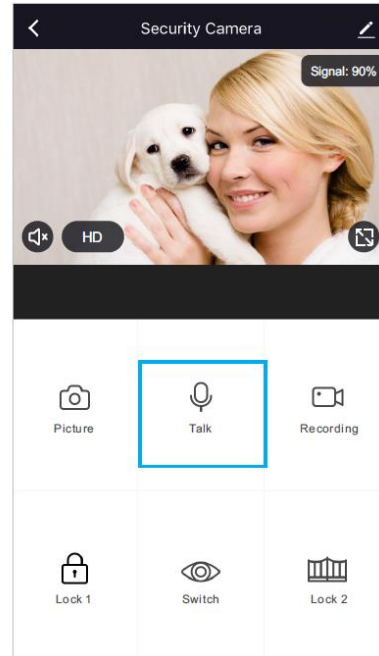 Security Camera
Signal: 90%
HD
Picture Talk Recording
Lock 1 Switch Lock 2